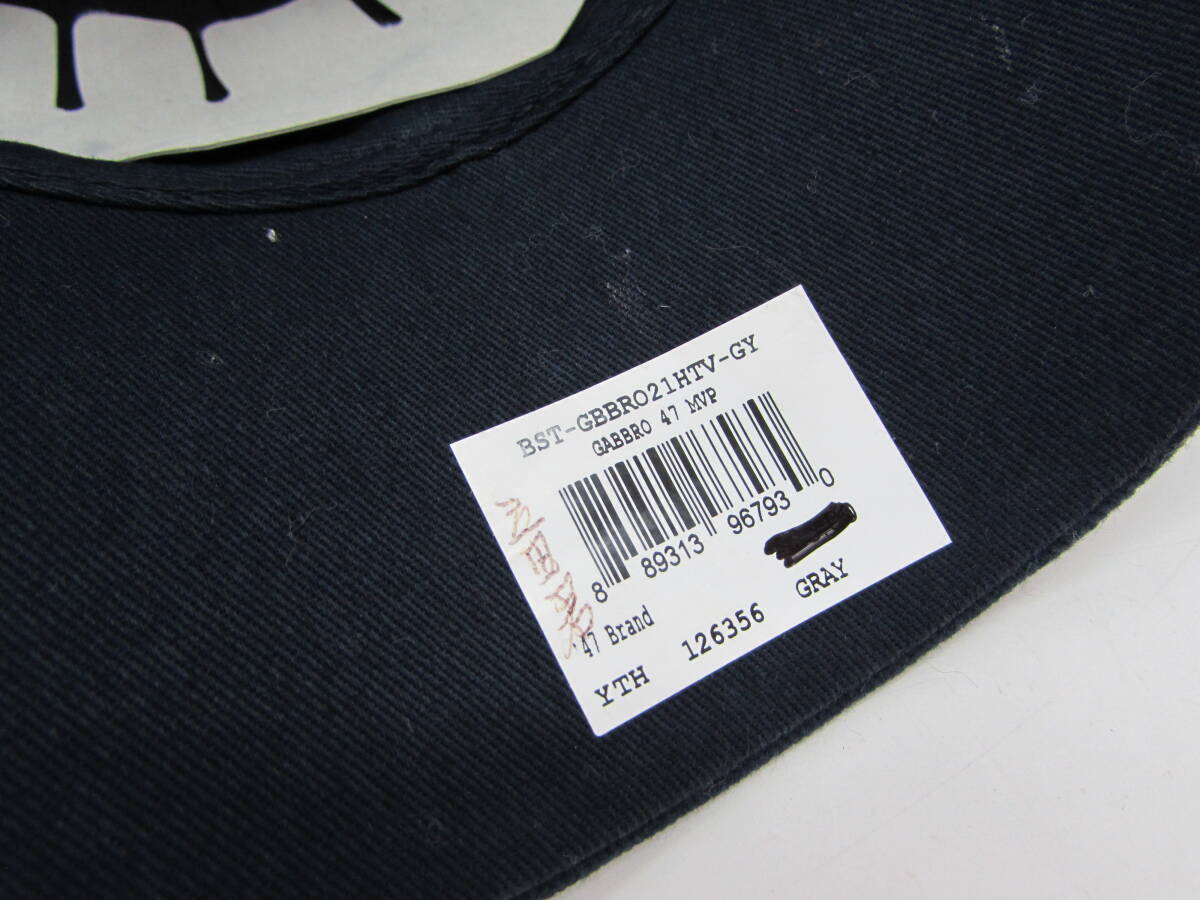 BST-GBBRO21HTV-GY
GABBRO 47 MVP
8 89313 96793 0
'47 Brand
YTH 126356 GRAY